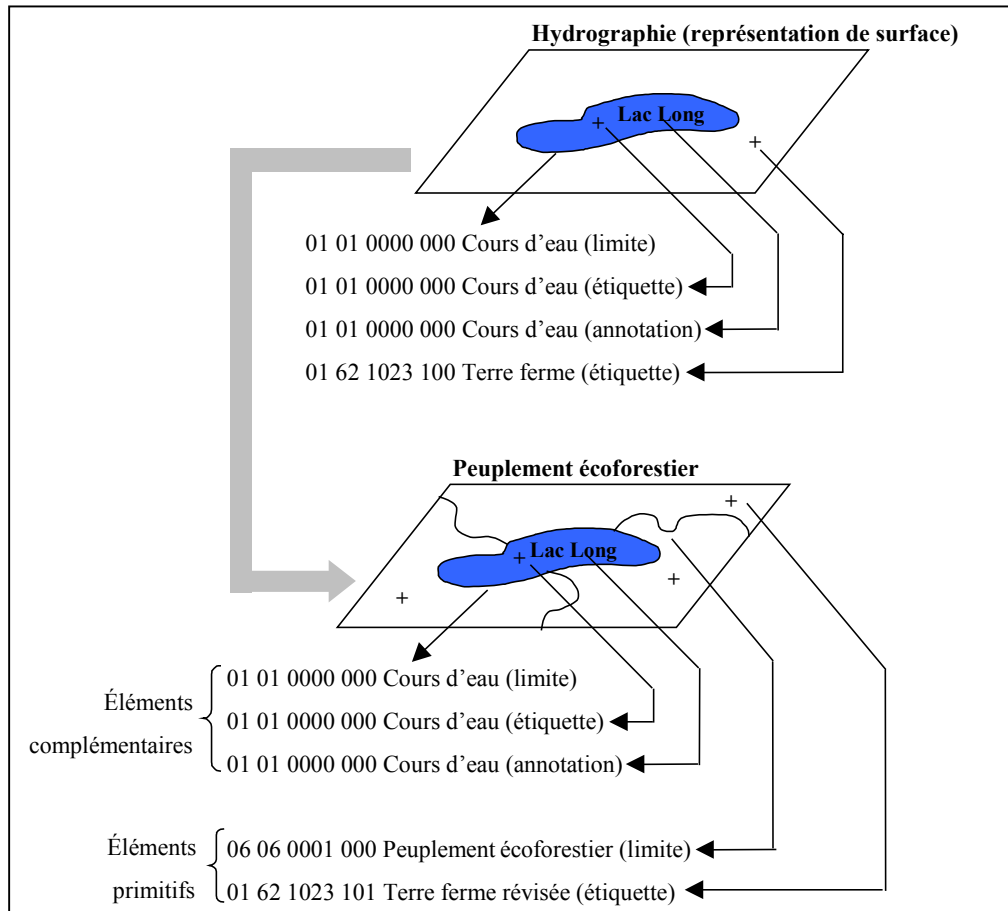 Hydrographie (représentation de surface)
Lac Long
+
+
01 01 0000 000 Cours d’eau (limite)
01 01 0000 000 Cours d’eau (étiquette)
01 01 0000 000 Cours d’eau (annotation)
01 62 1023 100 Terre ferme (étiquette)
Peuplement écoforestier
+
Lac Long
+
+
+
Éléments
complémentaires
01 01 0000 000 Cours d’eau (limite)
01 01 0000 000 Cours d’eau (étiquette)
01 01 0000 000 Cours d’eau (annotation)
Éléments
primitifs
06 06 0001 000 Peuplement écoforestier (limite)
01 62 1023 101 Terre ferme révisée (étiquette)